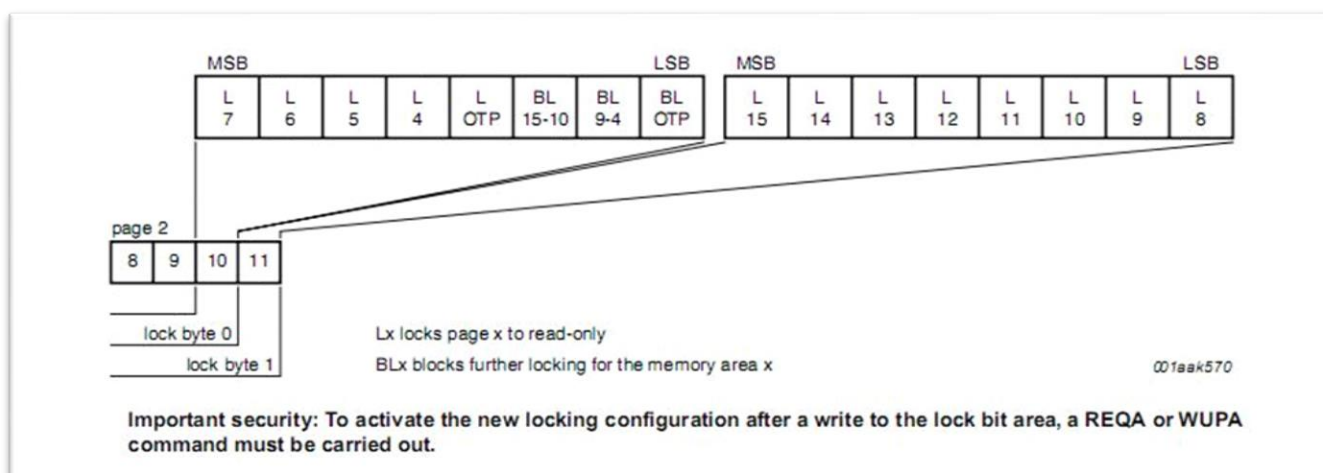 MSB LSB MSB LSB
L L L L L BL BL BL L L L L L L L L
7 6 5 4 OTP 15-10 9-4 OTP 15 14 13 12 11 10 9 8
page 2
8 9 10 11
lock byte 0 Lx locks page x to read-only
lock byte 1 BLx blocks further locking for the memory area x 001aak570
Important security: To activate the new locking configuration after a write to the lock bit area, a REQA or WUPA
command must be carried out.